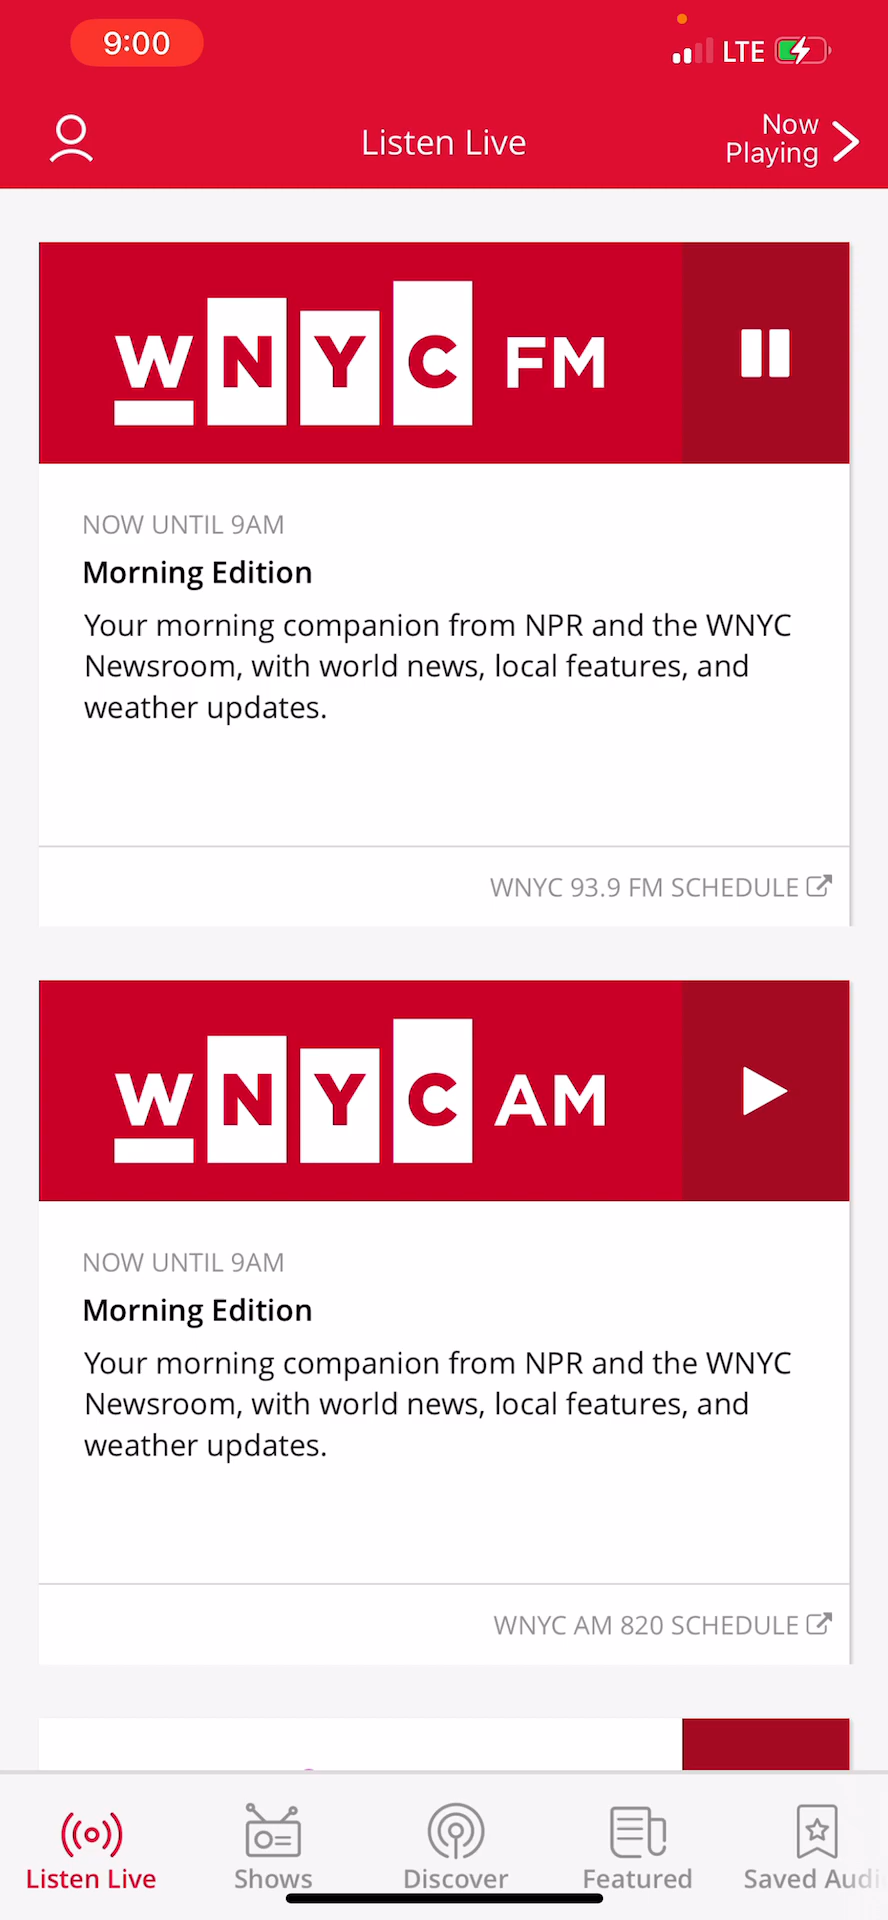 9:00
LTE
Listen Live
Now
Playing
WNYC FM
NOW UNTIL 9AM
Morning Edition
Your morning companion from NPR and the WNYC
Newsroom, with world news, local features, and
weather updates.
WNYC 93.9 FM SCHEDULE
WNYC AM
NOW UNTIL 9AM
Morning Edition
Your morning companion from NPR and the WNYC
Newsroom, with world news, local features, and
weather updates.
WNYC AM 820 SCHEDULE
Listen Live
Shows
Discover
Featured
Saved Audi